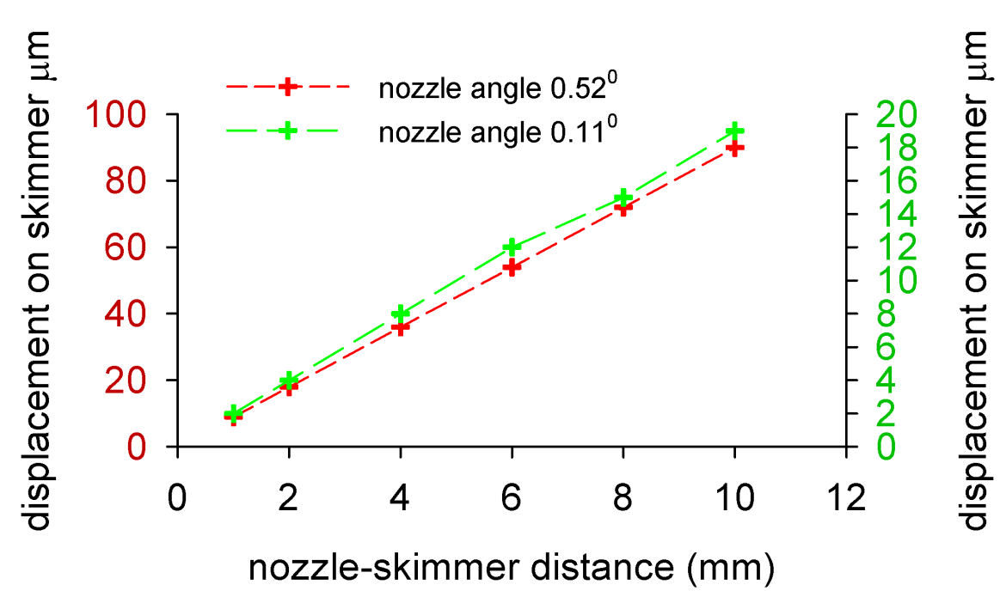 nozzle angle 0.52⁰
nozzle angle 0.11⁰
displacement on skimmer μm
100
80
60
40
20
0
displacement on skimmer μm
20
18
16
14
12
10
8
6
4
2
0
0 2 4 6 8 10 12
nozzle-skimmer distance (mm)